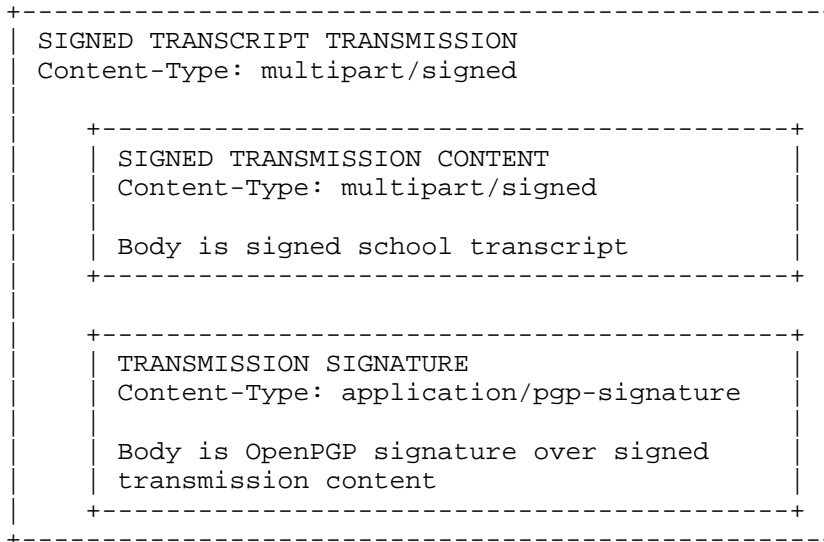 SIGNED TRANSCRIPT TRANSMISSION
Content-Type: multipart/signed
SIGNED TRANSMISSION CONTENT
Content-Type: multipart/signed
Body is signed school transcript
TRANSMISSION SIGNATURE
Content-Type: application/pgp-signature
Body is OpenPGP signature over signed
transmission content